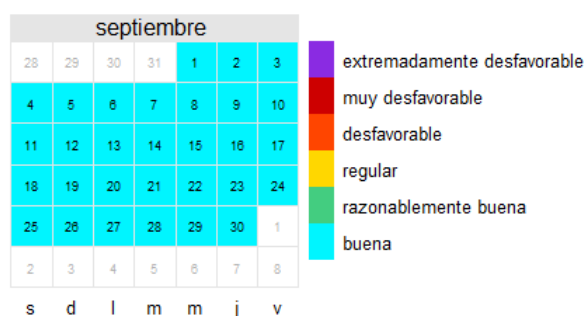 septiembre
28 29 30 31 1 2 3
4 5 6 7 8 9 10
11 12 13 14 15 16 17
18 19 20 21 22 23 24
25 26 27 28 29 30 1
2 3 4 5 6 7 8
s d l m m j v
extremadamente desfavorable
muy desfavorable
desfavorable
regular
razonablemente buena
buena